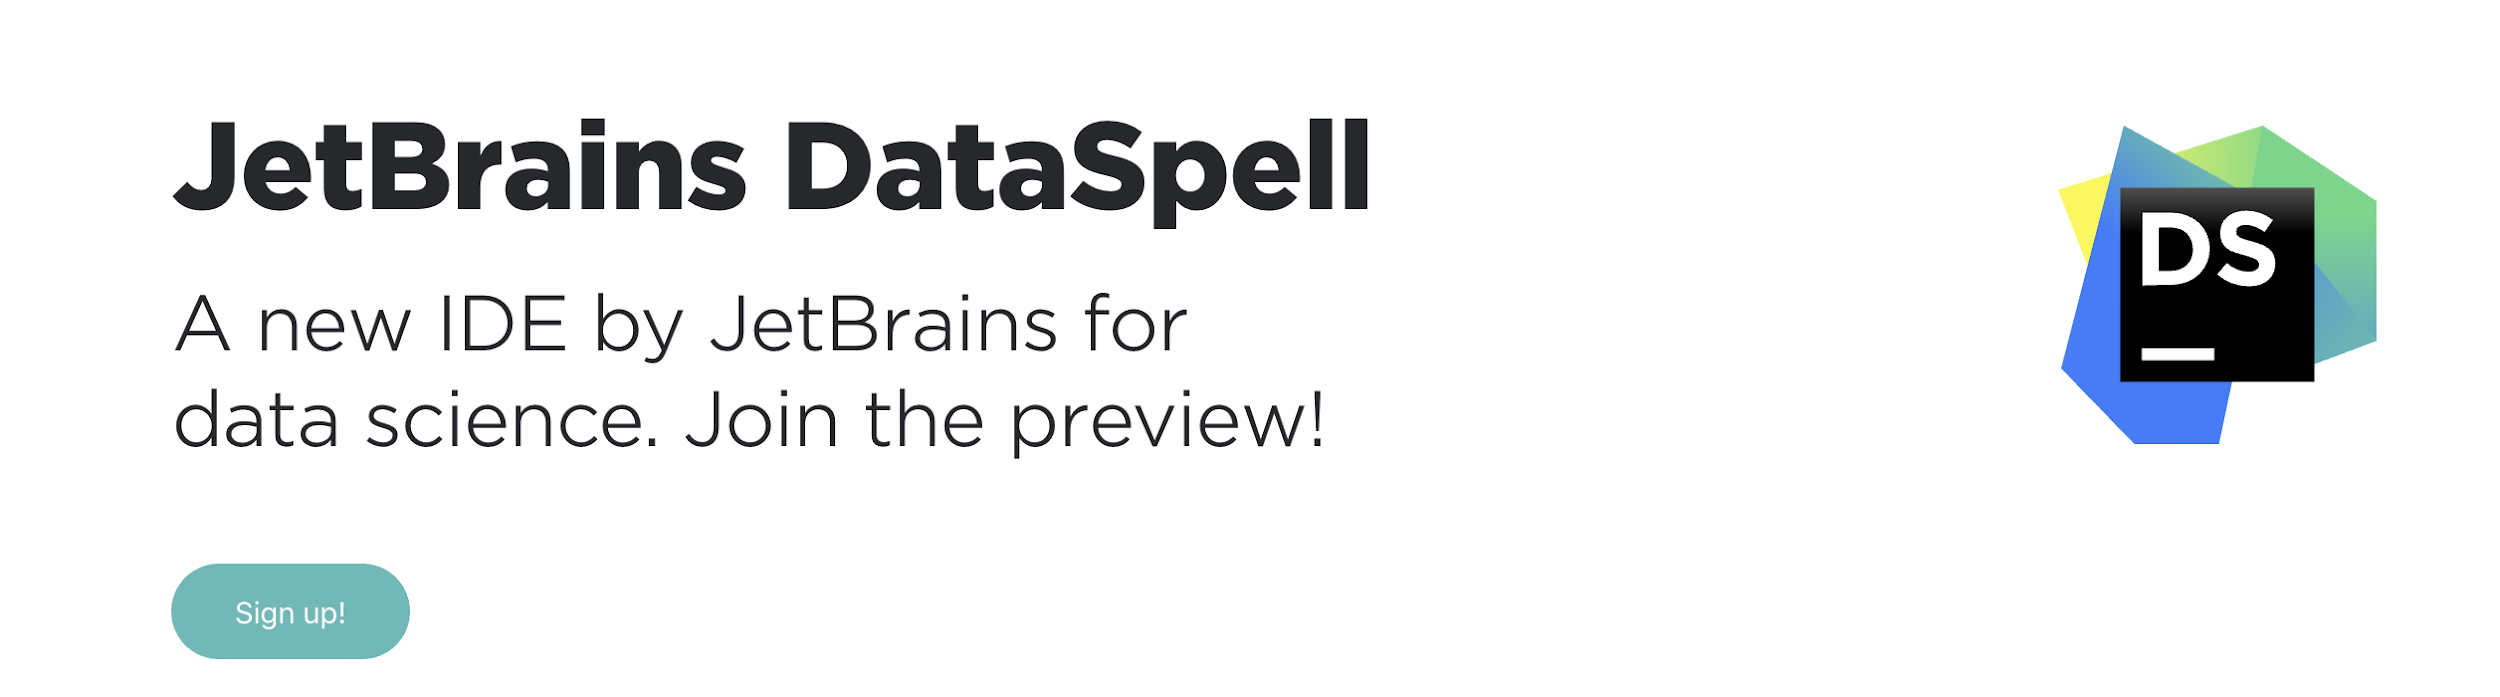 JetBrains DataSpell
A new IDE by JetBrains for
data science. Join the preview!
DS
Sign up!